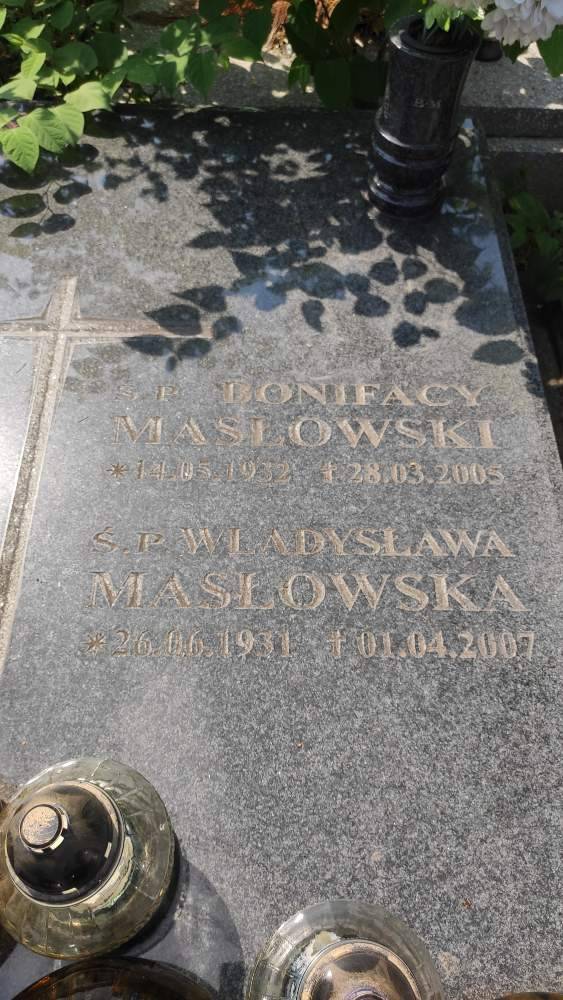 B M
Ś.P. BONIFACY
MASŁOWSKI
*14.05.1932 †28.03.2005
Ś.P. WŁADYSŁAWA
MASŁOWSKA
*26.06.1931 †01.04.2007